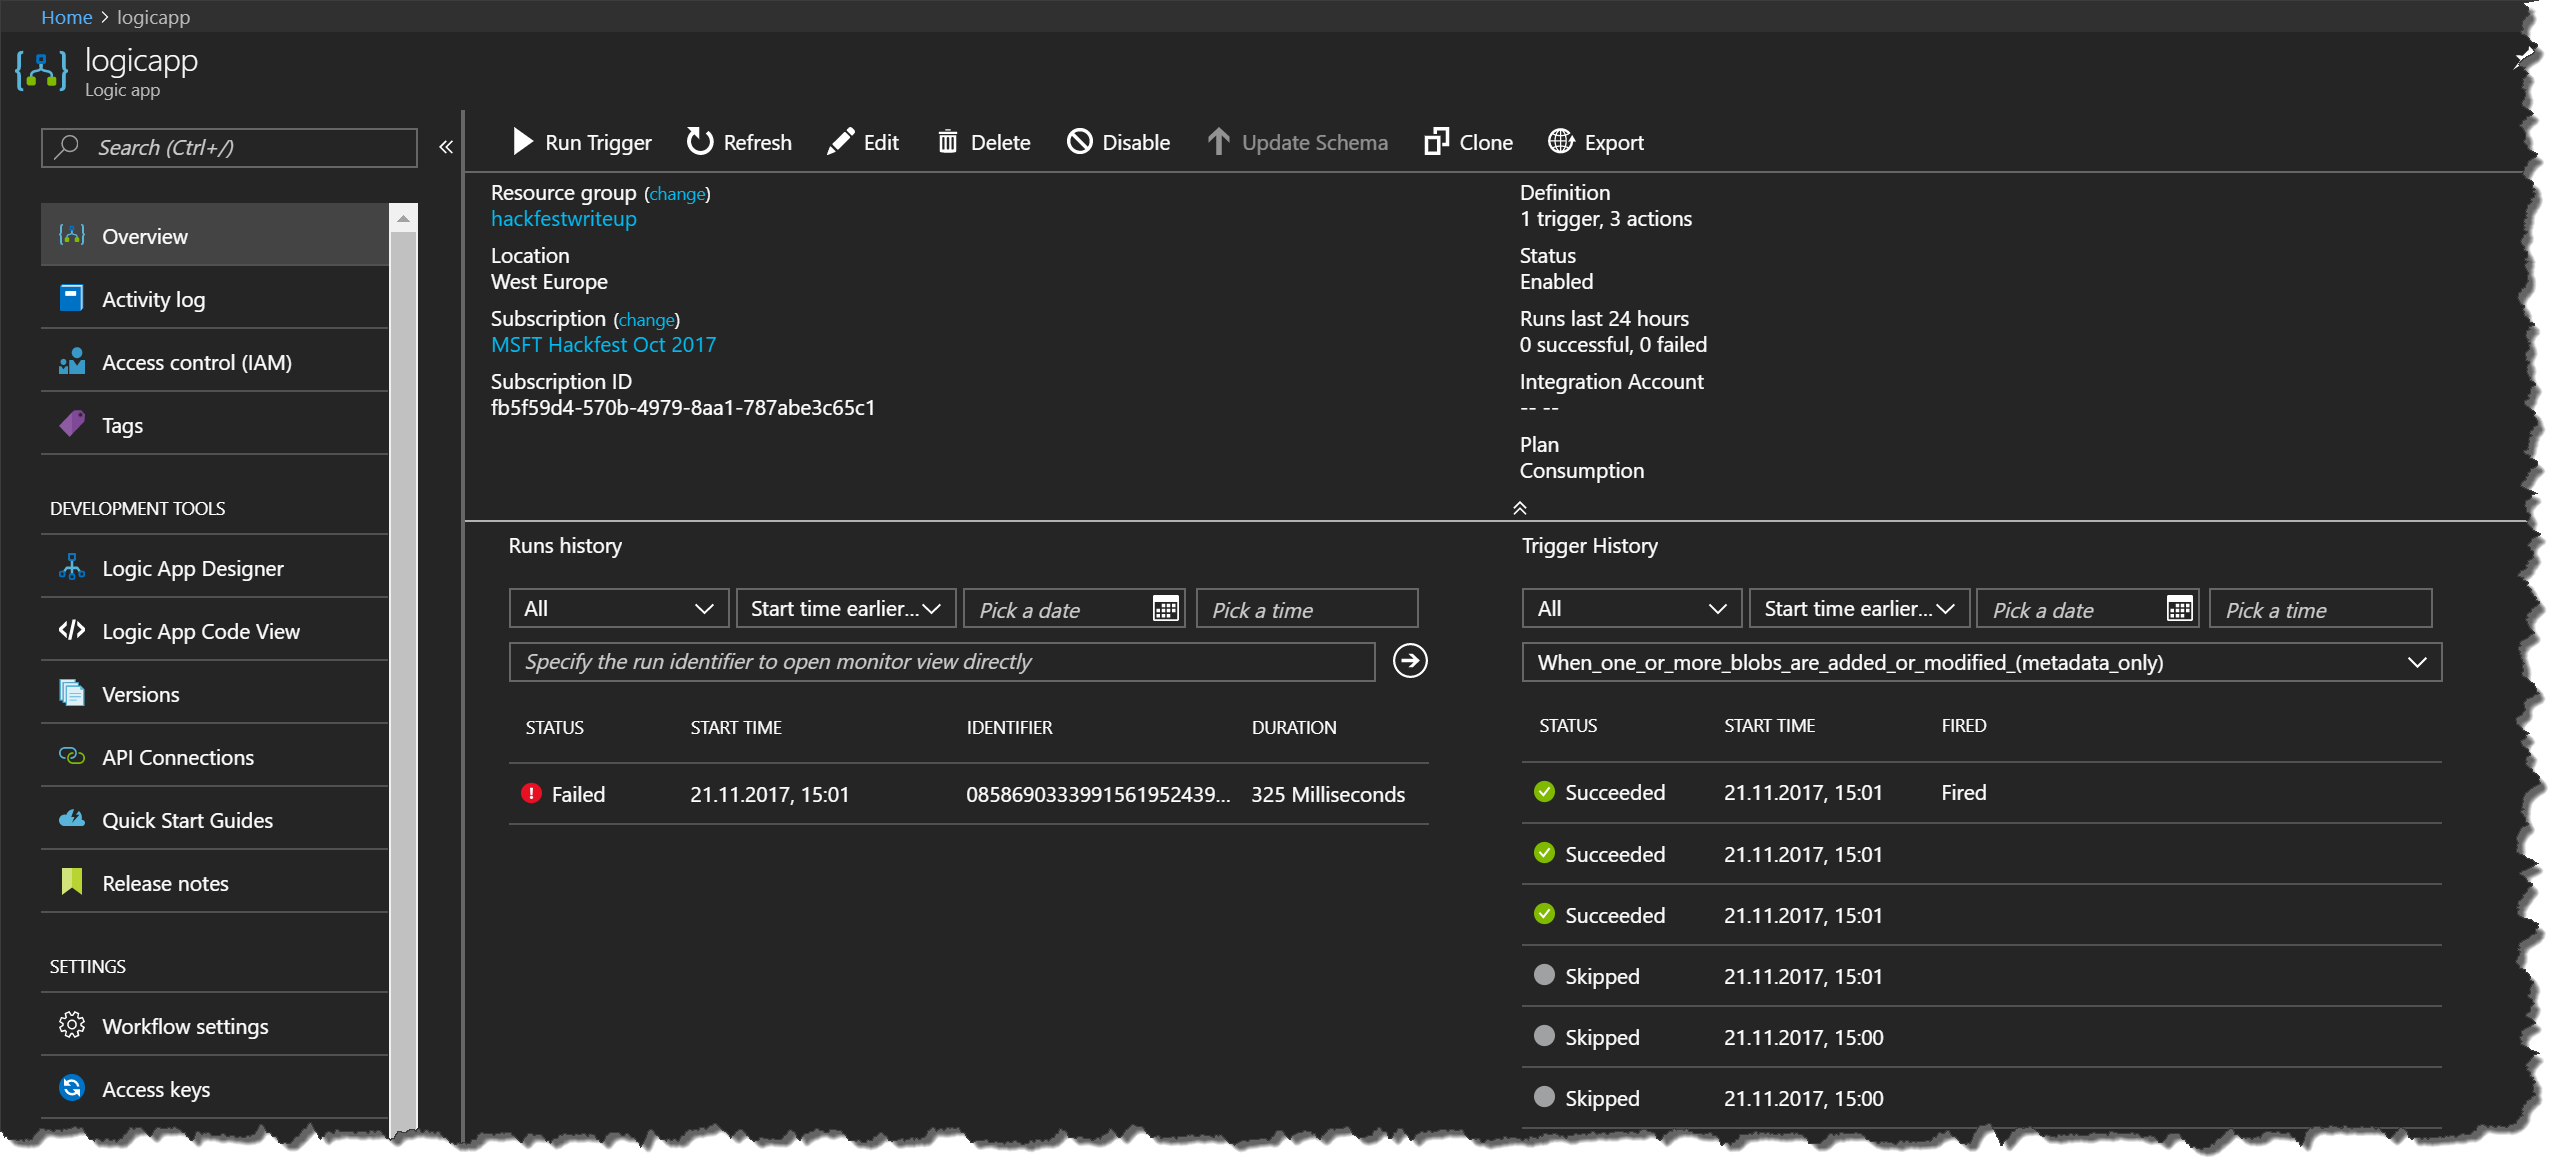 Home > logicapp
logicapp
Logic app
Search (Ctrl+/)
Overview
Activity log
Access control (IAM)
Tags
DEVELOPMENT TOOLS
Logic App Designer
Logic App Code View
Versions
API Connections
Quick Start Guides
Release notes
SETTINGS
Workflow settings
Access keys
Run Trigger Refresh Edit Delete Disable Update Schema Clone Export
Resource group (change)
hackfestwriteup
Location
West Europe
Subscription (change)
MSFT Hackfest Oct 2017
Subscription ID
fb5f59d4-570b-4979-8aa1-787abe3c65c1
Definition
1 trigger, 3 actions
Status
Enabled
Runs last 24 hours
0 successful, 0 failed
Integration Account
-- --
Plan
Consumption
Runs history
All Start time earlier... Pick a date Pick a time
Specify the run identifier to open monitor view directly
STATUS START TIME IDENTIFIER DURATION
Failed 21.11.2017, 15:01 0858690333991561952439... 325 Milliseconds
Trigger History
All Start time earlier... Pick a date Pick a time
When_one_or_more_blobs_are_added_or_modified_(metadata_only)
STATUS START TIME FIRED
Succeeded 21.11.2017, 15:01 Fired
Succeeded 21.11.2017, 15:01
Succeeded 21.11.2017, 15:01
Skipped 21.11.2017, 15:01
Skipped 21.11.2017, 15:00
Skipped 21.11.2017, 15:00